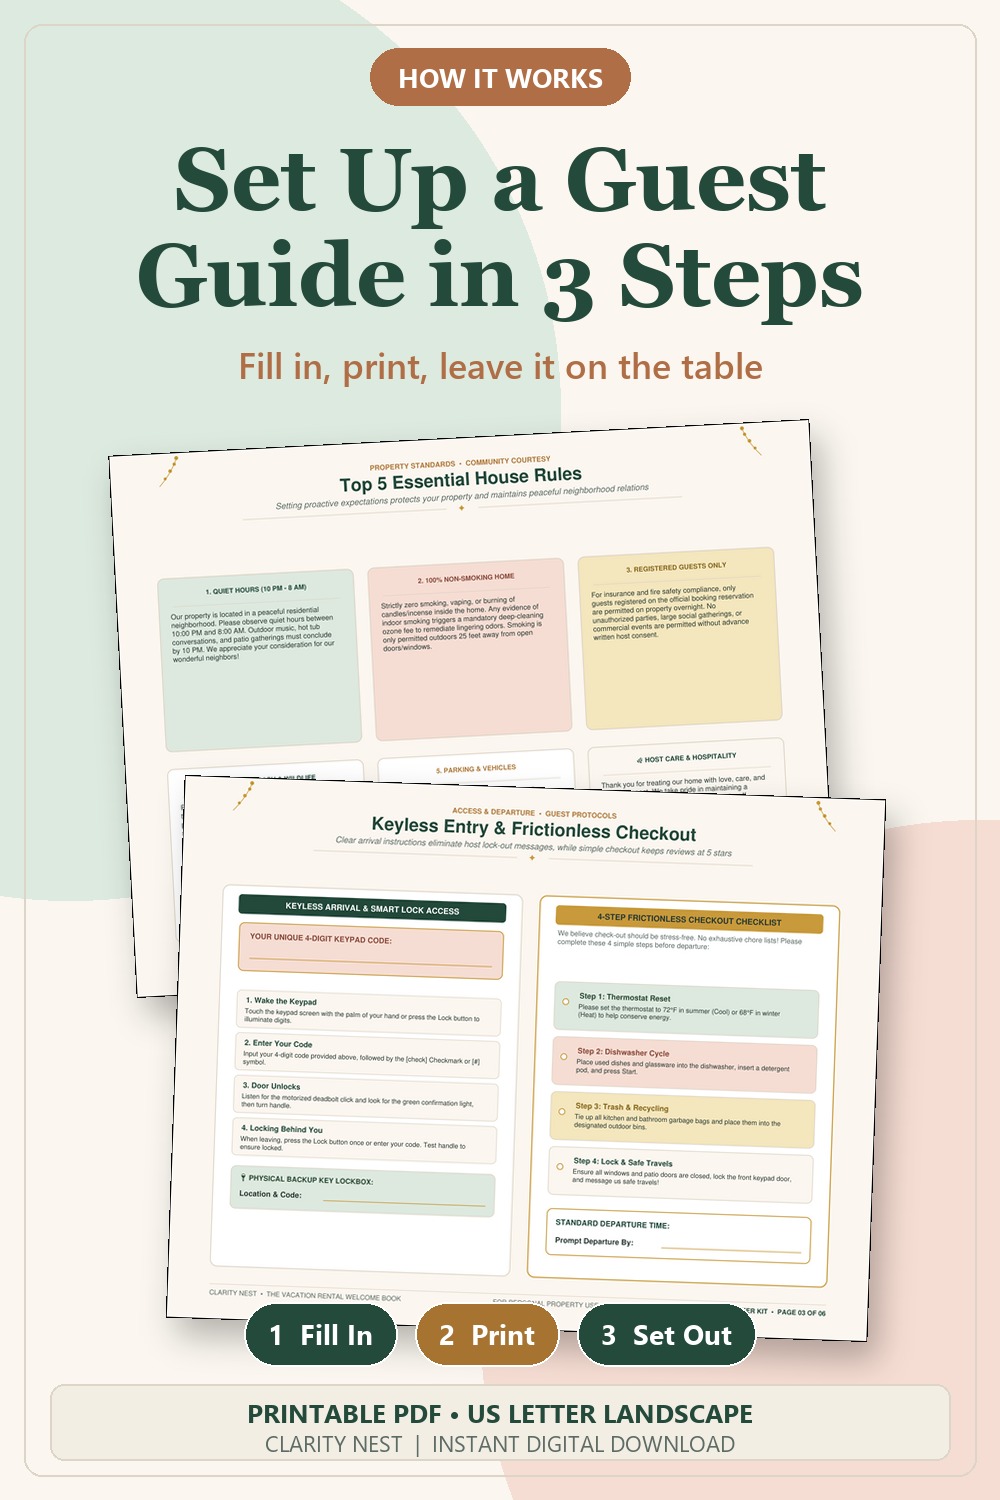 HOW IT WORKS
Set Up a Guest
Guide in 3 Steps
Fill in, print, leave it on the table
PROPERTY STANDARDS • COMMUNITY COURTESY
Top 5 Essential House Rules
Setting proactive expectations protects your property and maintains peaceful neighborhood relations
1. QUIET HOURS (10 PM - 8 AM)
Our property is located in a peaceful residential
neighborhood. Please observe quiet hours between
10:00 PM and 8:00 AM. Outdoor music, hot tub
conversations, and patio gatherings must conclude
by 10 PM. We appreciate your consideration for our
wonderful neighbors!
2. 100% NON-SMOKING HOME
Strictly zero smoking, vaping, or burning of
candles/incense inside the home. Any evidence of
indoor smoking triggers a mandatory deep-cleaning
ozone fee to remediate lingering odors. Smoking is
only permitted outdoors 25 feet away from open
doors/windows.
3. REGISTERED GUESTS ONLY
For insurance and fire safety compliance, only
guests registered on the official booking reservation
are permitted on property overnight. No
unauthorized parties, large social gatherings, or
commercial events are permitted without advance
written host consent.
5. PARKING & VEHICLES
HOST CARE & HOSPITALITY
Thank you for treating our home with love, care, and
We take pride in maintaining a
ACCESS & DEPARTURE • GUEST PROTOCOLS
Keyless Entry & Frictionless Checkout
Clear arrival instructions eliminate host lock-out messages, while simple checkout keeps reviews at 5 stars
KEYLESS ARRIVAL & SMART LOCK ACCESS
YOUR UNIQUE 4-DIGIT KEYPAD CODE:
1. Wake the Keypad
Touch the keypad screen with the palm of your hand or press the Lock button to
illuminate digits.
2. Enter Your Code
Input your 4-digit code provided above, followed by the [check] Checkmark or [#]
symbol.
3. Door Unlocks
Listen for the motorized deadbolt click and look for the green confirmation light,
then turn handle.
4. Locking Behind You
When leaving, press the Lock button once or enter your code. Test handle to
ensure locked.
PHYSICAL BACKUP KEY LOCKBOX:
Location & Code:
4-STEP FRICTIONLESS CHECKOUT CHECKLIST
We believe check-out should be stress-free. No exhaustive chore lists! Please
complete these 4 simple steps before departure:
Step 1: Thermostat Reset
Please set the thermostat to 72°F in summer (Cool) or 68°F in winter
(Heat) to help conserve energy.
Step 2: Dishwasher Cycle
Place used dishes and glassware into the dishwasher, insert a detergent
pod, and press Start.
Step 3: Trash & Recycling
Tie up all kitchen and bathroom garbage bags and place them into the
designated outdoor bins.
Step 4: Lock & Safe Travels
Ensure all windows and patio doors are closed, lock the front keypad door,
and message us safe travels!
STANDARD DEPARTURE TIME:
Prompt Departure By:
CLARITY NEST • THE VACATION RENTAL WELCOME BOOK
FOR PERSONAL PROPERTY USE
KIT • PAGE 03 OF 06
1 Fill In
2 Print
3 Set Out
PRINTABLE PDF • US LETTER LANDSCAPE
CLARITY NEST | INSTANT DIGITAL DOWNLOAD